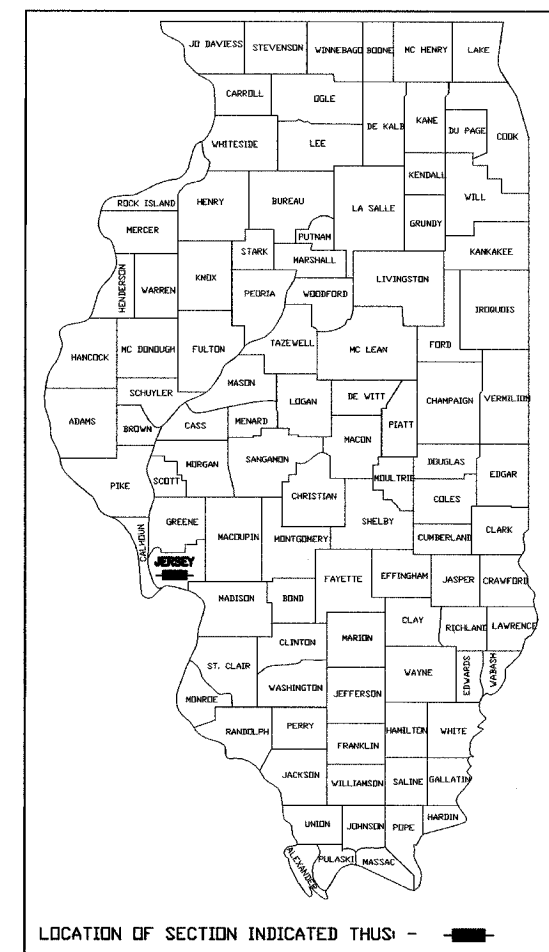 JO DAVIESS STEVENSON WINNEBAGO BOONE MC HENRY LAKE
CARROLL OGLE
DE KALB KANE DU PAGE COOK
WHITESIDE LEE
KENDALL WILL
ROCK ISLAND HENRY BUREAU LA SALLE GRUNDY
MERCER PUTNAM
STARK MARSHALL KANKAKEE
HENDERSON WARREN KNOX PEORIA WOODFORD LIVINGSTON
IROQUOIS
HANCOCK MC DONOUGH FULTON TAZEWELL MC LEAN FORD
SCHUYLER MASON LOGAN DE WITT CHAMPAIGN VERMILION
ADAMS BROWN CASS MENARD MACON PIATT
MORGAN SANGAMON DOUGLAS
PIKE SCOTT CHRISTIAN MOULTRIE COLES EDGAR
CALHOUN GREENE MACOUPIN MONTGOMERY SHELBY CUMBERLAND CLARK
JERSEY
FAYETTE EFFINGHAM JASPER CRAWFORD
MADISON BOND
CLAY RICHLAND LAWRENCE
CLINTON MARION
ST. CLAIR WAYNE EDWARDS WABASH
WASHINGTON JEFFERSON
MONROE
RANDOLPH PERRY HAMILTON WHITE
FRANKLIN
JACKSON WILLIAMSON SALINE GALLATIN
UNION JOHNSON POPE HARDIN
ALEXANDER PULASKI MASSAC
LOCATION OF SECTION INDICATED THUS: -